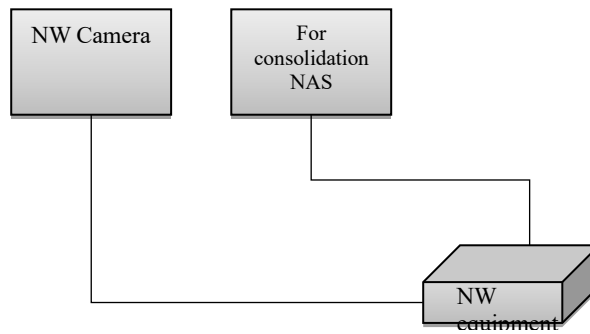 NW Camera
For
consolidation
NAS
NW
equipment